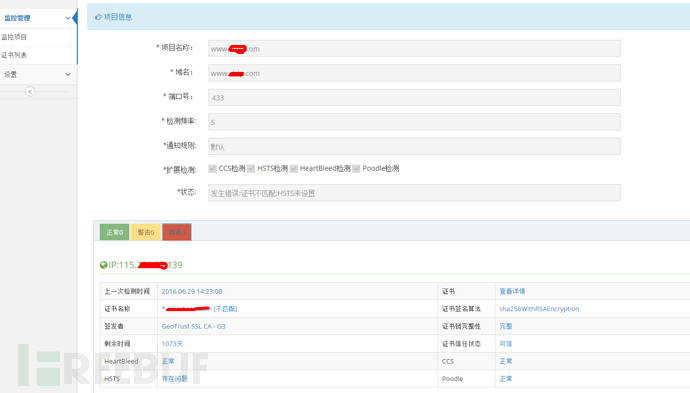 监控管理
监控项目
证书列表
设置
项目信息
* 项目名称: www. .com
* 域名: www. .com
* 端口号: 433
* 检测频率: 5
*通知规则: 默认
*扩展检测: CCS检测 HSTS检测 HeartBleed检测 Poodle检测
*状态: 发生错误:证书不匹配;HSTS未设置
正常0 警告0
IP:115. 139
上一次检测时间 2016.06.29 14:23:08 证书 查看详情
证书名称 * (不匹配) 证书签名算法 sha256WithRSAEncryption
签发者 GeoTrust SSL CA - G3 证书链完整性 完整
剩余时间 1073天 证书信任状态 可信
HeartBleed 正常 CCS 正常
HSTS 存在问题 Poodle 正常
FREEBUF